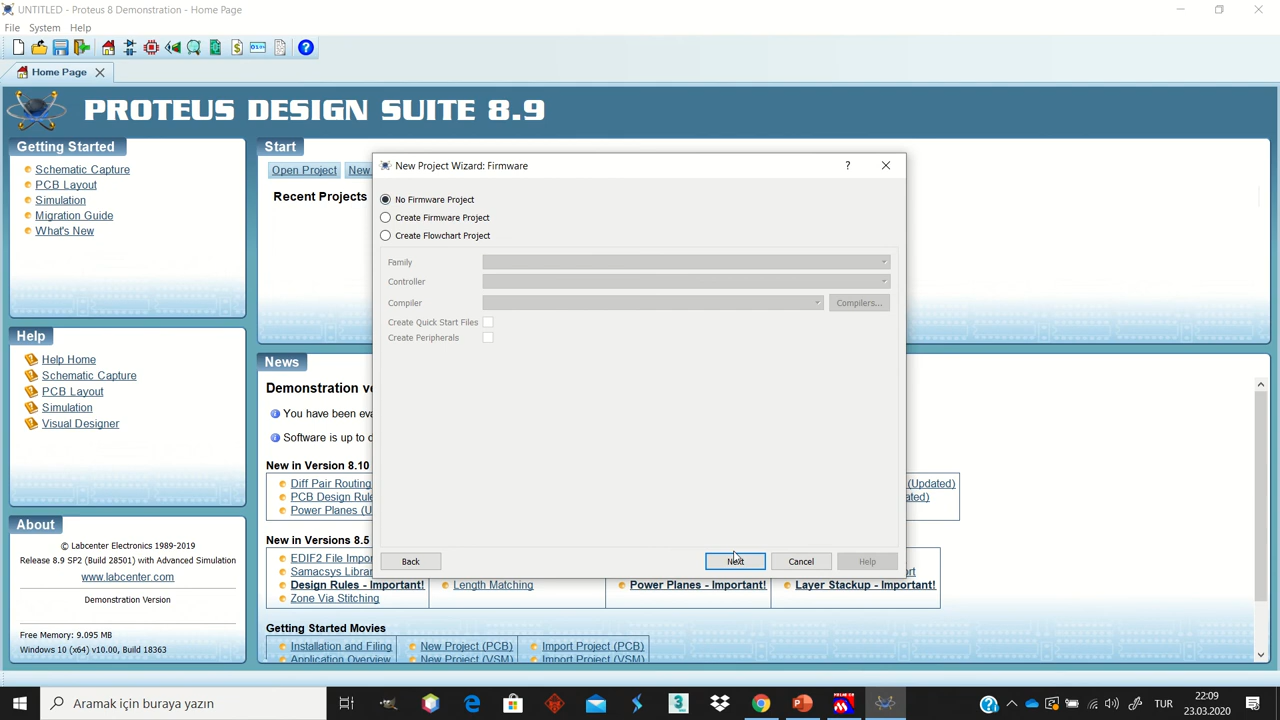 UNTITLED - Proteus 8 Demonstration - Home Page
File System Help
Home Page
PROTEUS DESIGN SUITE 8.9
Getting Started
Schematic Capture
PCB Layout
Simulation
Migration Guide
What's New
Help
Help Home
Schematic Capture
PCB Layout
Simulation
Visual Designer
About
© Labcenter Electronics 1989-2019
Release 8.9 SP2 (Build 28501) with Advanced Simulation
www.labcenter.com
Demonstration Version
Free Memory: 9.095 MB
Windows 10 (x64) v10.00, Build 18363
Start
Open Project New
Recent Projects
New Project Wizard: Firmware
No Firmware Project
Create Firmware Project
Create Flowchart Project
Family
Controller
Compiler Compilers...
Create Quick Start Files
Create Peripherals
Back Next Cancel Help
News
Demonstration ve
You have been eva
Software is up to d
New in Version 8.10
Diff Pair Routing (Updated)
PCB Design Rule ated)
Power Planes (U
New in Versions 8.5
EDIF2 File Impor
Samacsys Librar ort
Design Rules - Important! Length Matching Power Planes - Important! Layer Stackup - Important!
Zone Via Stitching
Getting Started Movies
Installation and Filing New Project (PCB) Import Project (PCB)
Application Overview New Project (VSM) Import Project (VSM)
Aramak için buraya yazın
TUR
22:09
23.03.2020